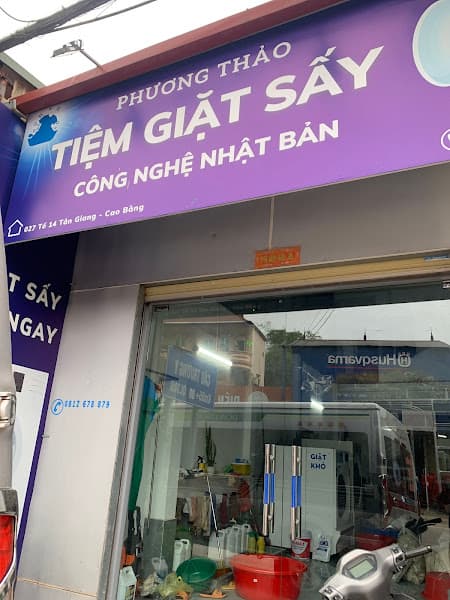 PHƯƠNG THẢO
TIỆM GIẶT SẤY
CÔNG NGHỆ NHẬT BẢN
027 Tổ 14 Tân Giang - Cao Bằng
T SẤY
NGAY
0812 678 879
Husqvarna
GIẶT
KHÔ